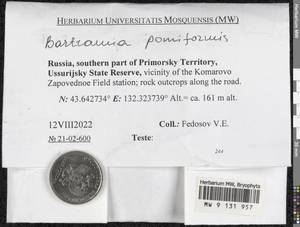 HERBARIUM UNIVERSITATIS MOSQUENSIS (MW)
Bartramia pomiformis
Russia, southern part of Primorsky Territory,
Ussurijsky State Reserve, vicinity of the Komarovo
Zapovednoe Field station; rock outcrops along the road.
N: 43.642734° E: 132.323739° Alt.= ca. 161 m alt.
12VIII2022 Coll.: Fedosov V.E.
№ 21-02-600 Teste:
Herbarium MW, Bryophyta
MW 9 131 957